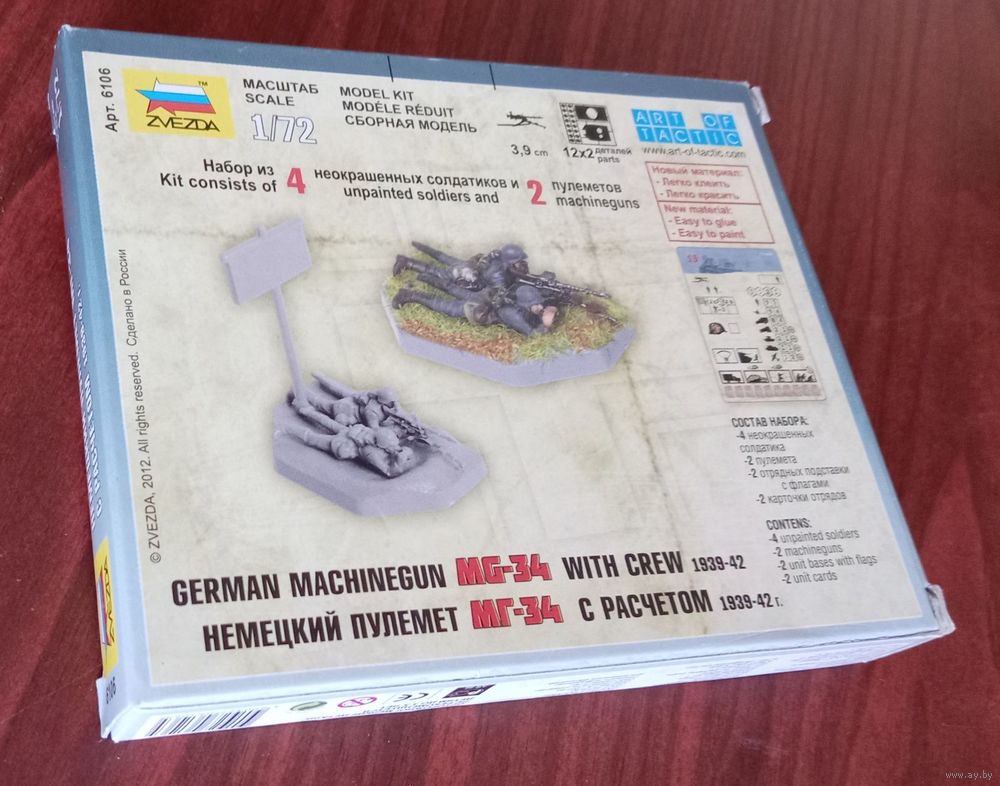 Арт. 6106
ZVEZDA
™
МАСШТАБ
SCALE
1/72
MODEL KIT
MODÈLE RÉDUIT
СБОРНАЯ МОДЕЛЬ
3,9 cm
12x2 деталей
parts
ART OF
TACTIC
www.art-of-tactic.com
Набор из 4 неокрашенных солдатиков и 2 пулеметов
Kit consists of unpainted soldiers and machineguns
Новый материал:
- Легко клеить
- Легко красить
New material:
- Easy to glue
- Easy to paint
© ZVEZDA, 2012. All rights reserved. Сделано в России
СОСТАВ НАБОРА:
-4 неокрашенных
солдатика
-2 пулемета
-2 отрядных подставки
с флагами
-2 карточки отрядов
CONTENS:
-4 unpainted soldiers
-2 machineguns
-2 unit bases with flags
-2 unit cards
GERMAN MACHINEGUN MG-34 WITH CREW 1939-42
НЕМЕЦКИЙ ПУЛЕМЕТ МГ-34 С РАСЧЕТОМ 1939-42 г.
ZVEZDA
6106
www.ay.by